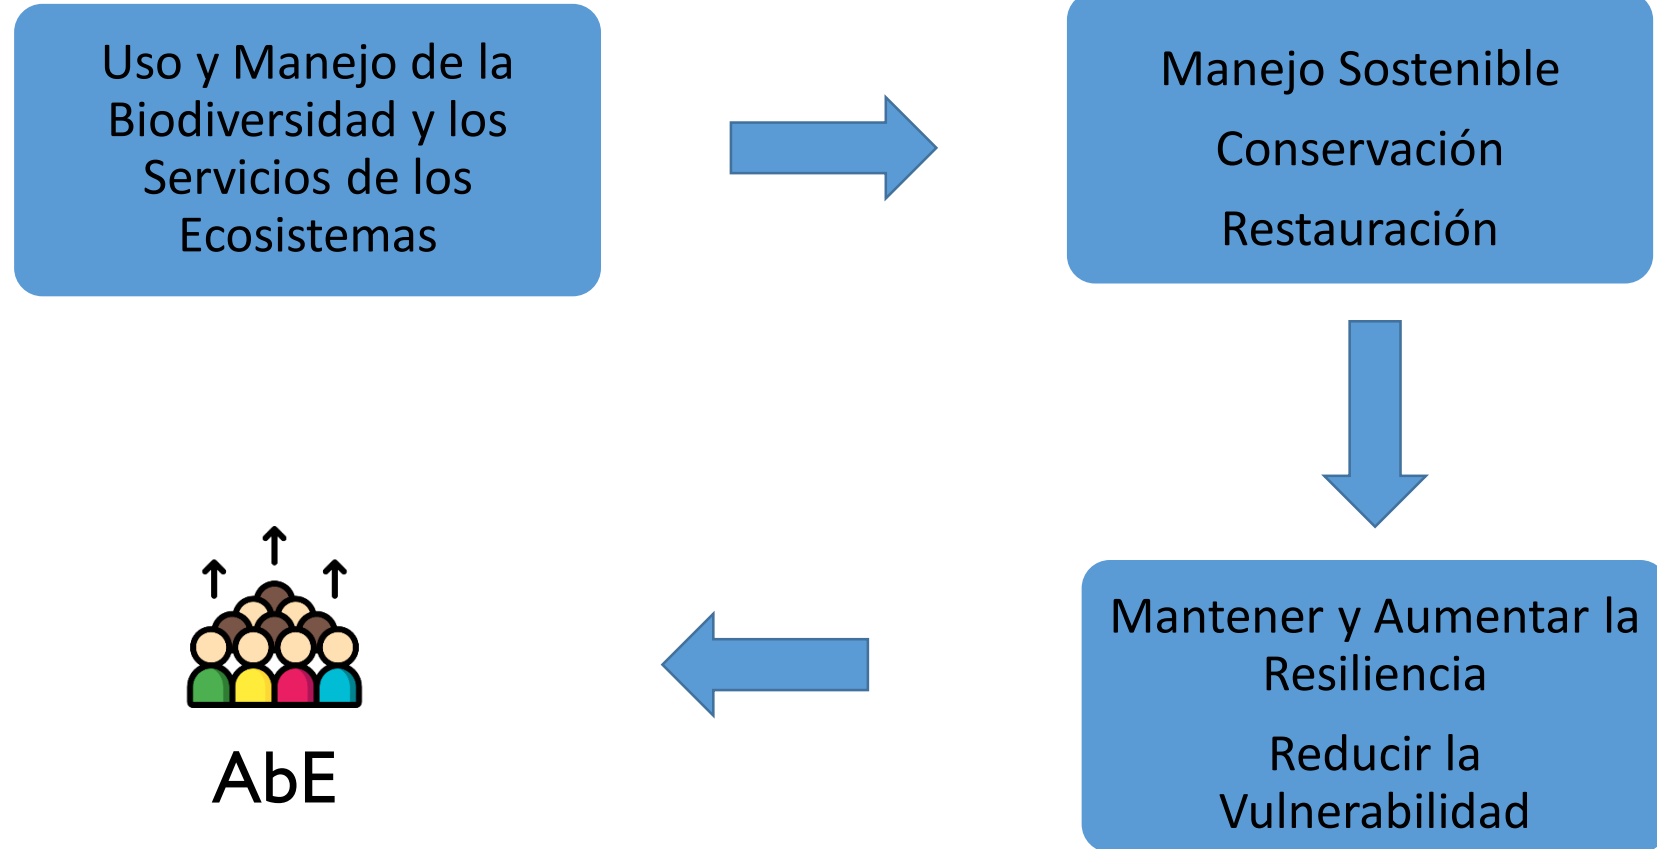 Uso y Manejo de la
Biodiversidad y los
Servicios de los
Ecosistemas
Manejo Sostenible
Conservación
Restauración
Mantener y Aumentar la
Resiliencia
Reducir la
Vulnerabilidad
AbE